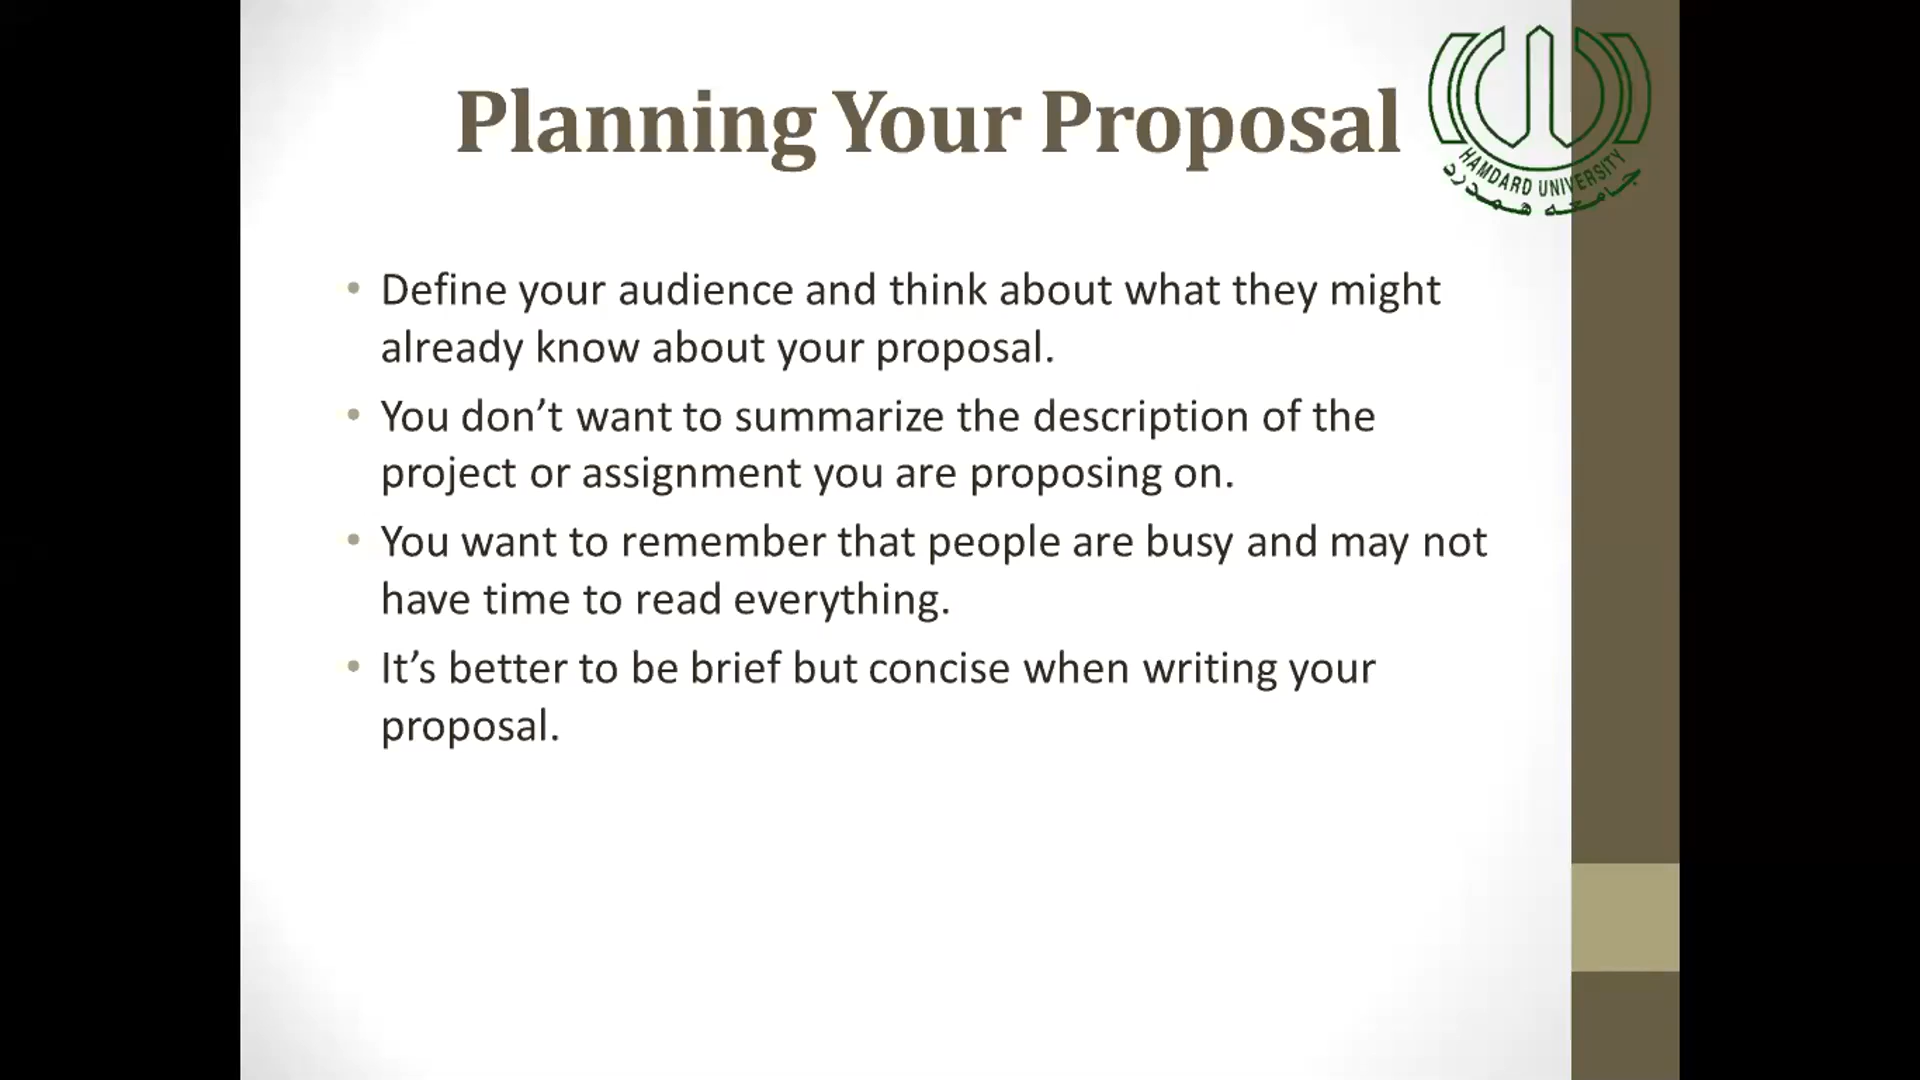 Planning Your Proposal
HAMDARD UNIVERSITY
جامعه همدرد
• Define your audience and think about what they might
already know about your proposal.
• You don’t want to summarize the description of the
project or assignment you are proposing on.
• You want to remember that people are busy and may not
have time to read everything.
• It’s better to be brief but concise when writing your
proposal.